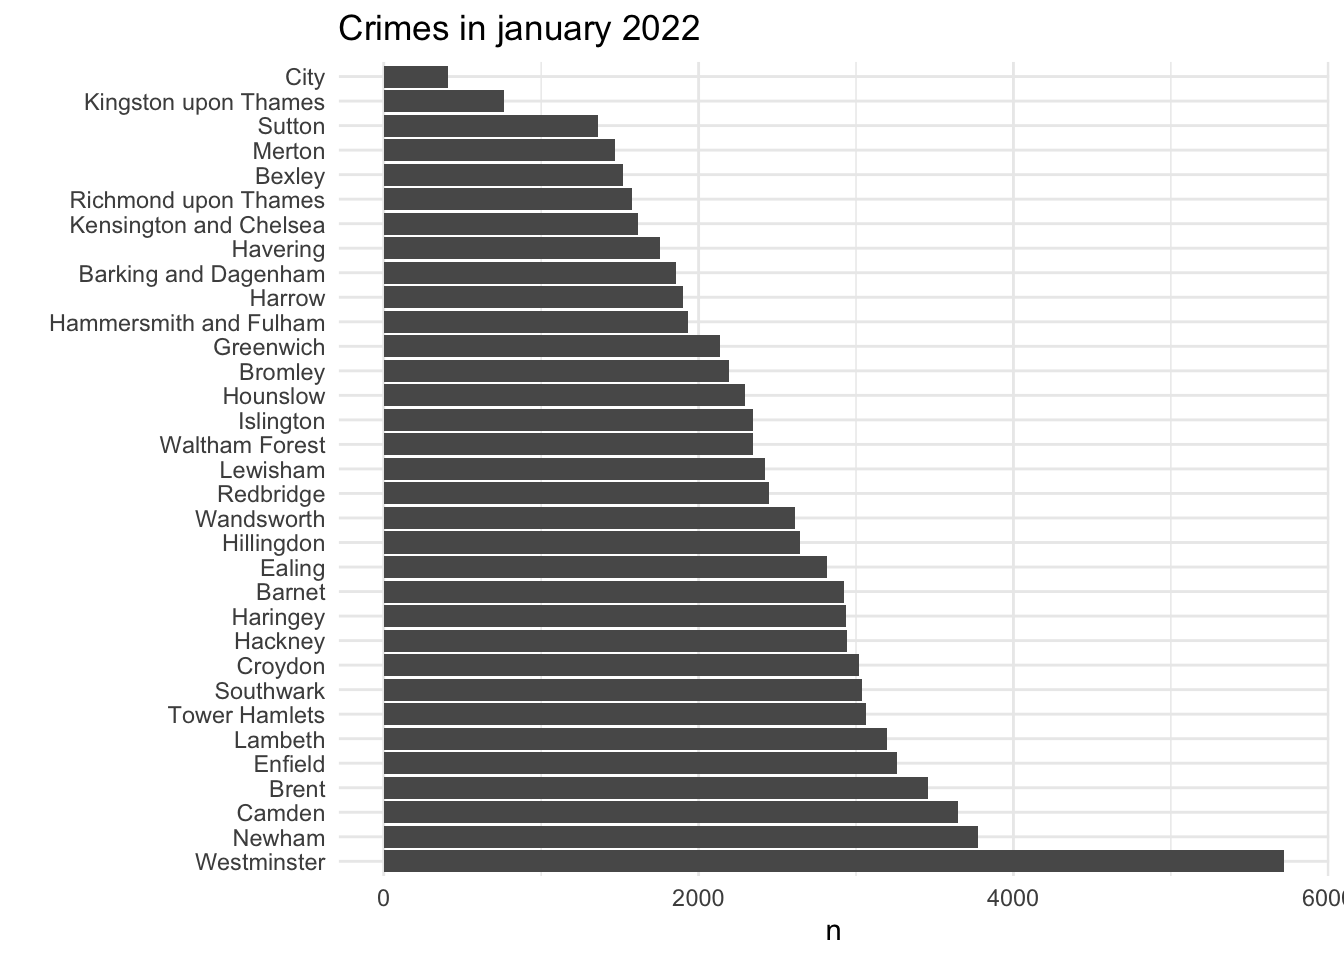 Crimes in january 2022
City
Kingston upon Thames
Sutton
Merton
Bexley
Richmond upon Thames
Kensington and Chelsea
Havering
Barking and Dagenham
Harrow
Hammersmith and Fulham
Greenwich
Bromley
Hounslow
Islington
Waltham Forest
Lewisham
Redbridge
Wandsworth
Hillingdon
Ealing
Barnet
Haringey
Hackney
Croydon
Southwark
Tower Hamlets
Lambeth
Enfield
Brent
Camden
Newham
Westminster
0 2000 4000 6000
n